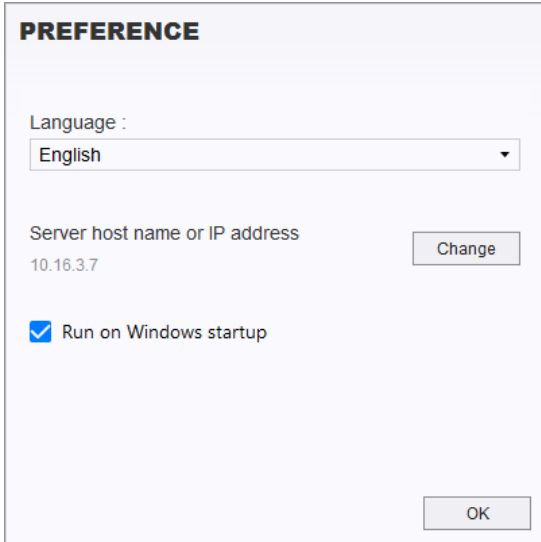 PREFERENCE
Language :
English
Server host name or IP address
Change
10.16.3.7
Run on Windows startup
OK